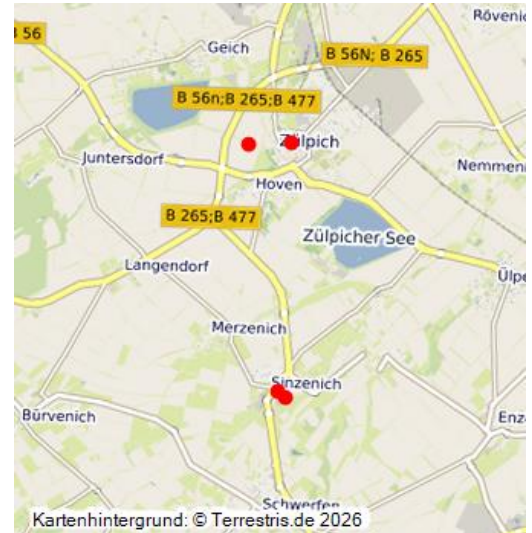 Rövenich
B 56
Geich
B 56N; B 265
B 56n;B 265;B 477
Zülpich
Juntersdorf
Nemmeni
Hoven
B 265;B 477
Zülpicher See
Langendorf
Ülpe
Merzenich
Sinzenich
Bürvenich
Enz
Schwerfen
Kartenhintergrund: © Terrestris.de 2026